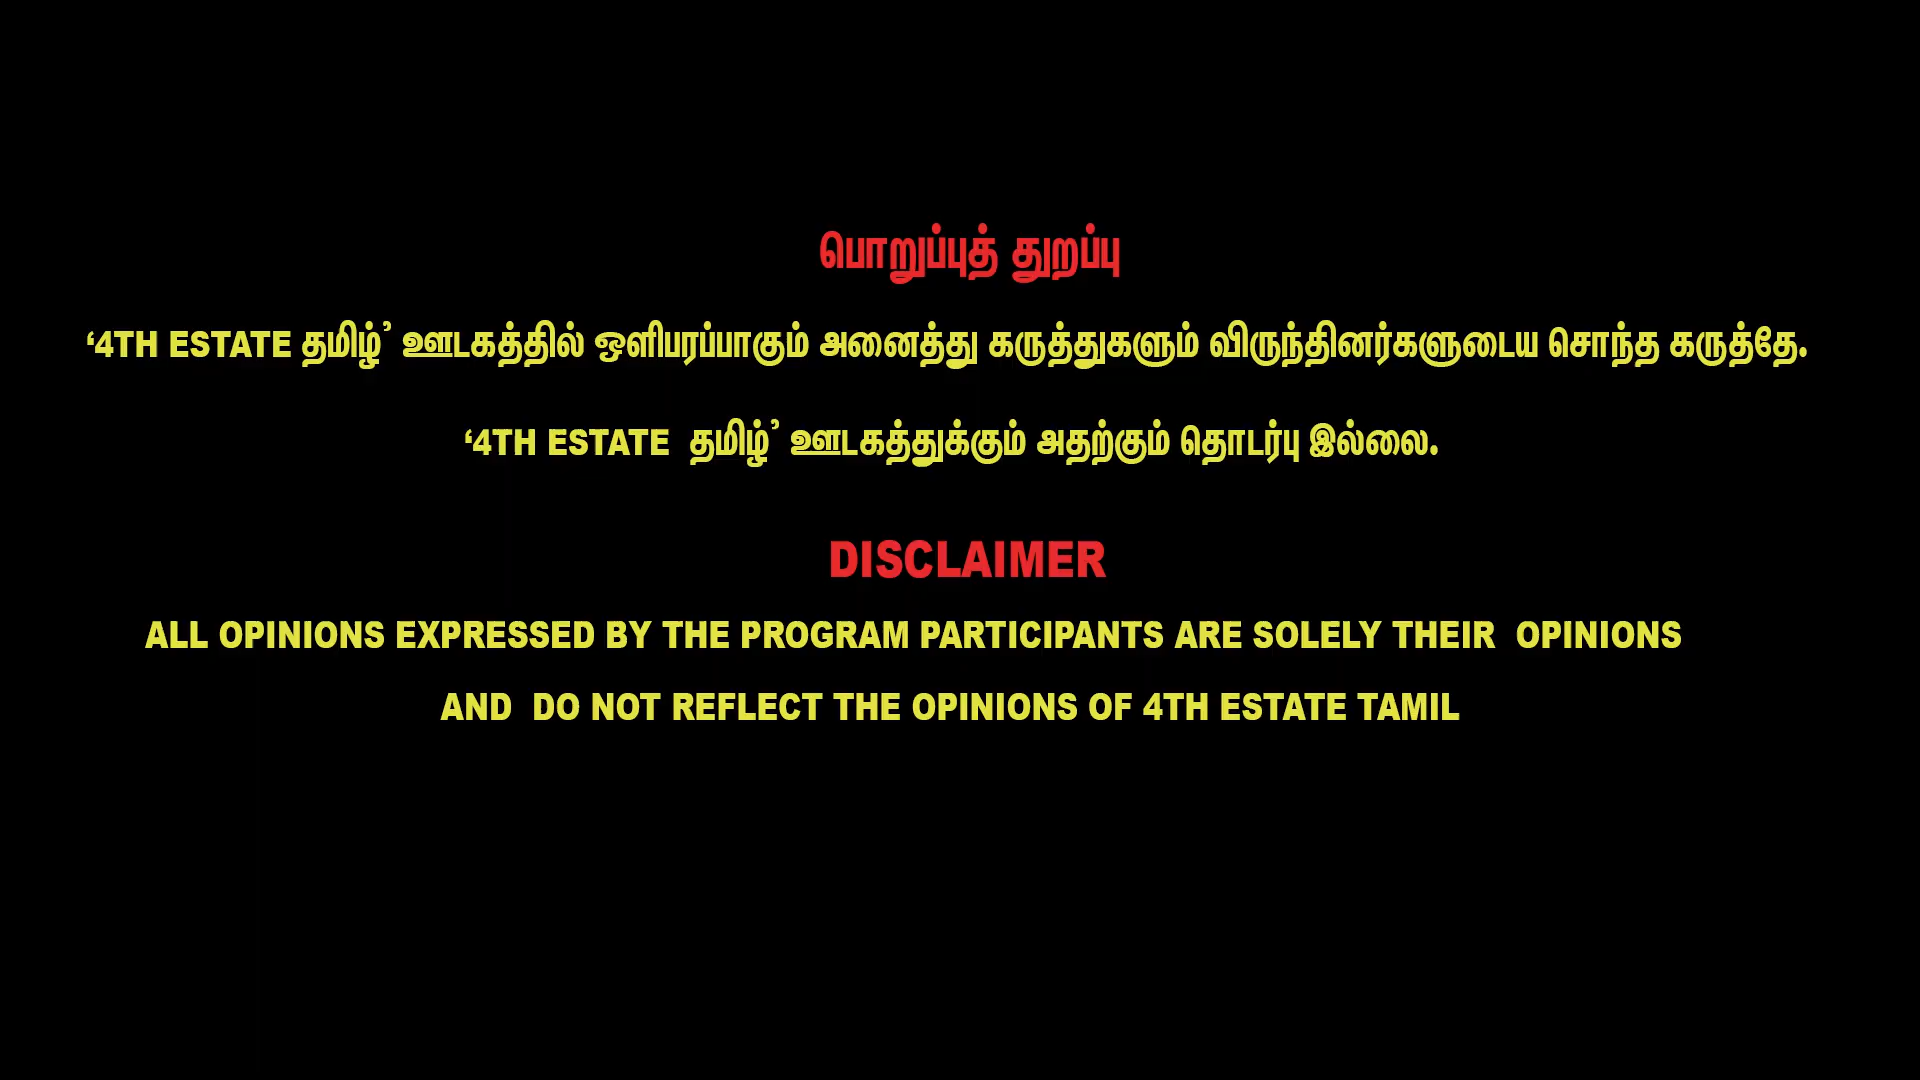 பொறுப்புத் துறப்பு
‘4TH ESTATE தமிழ்’ ஊடகத்தில் ஒளிபரப்பாகும் அனைத்து கருத்துகளும் விருந்தினர்களுடைய சொந்த கருத்தே.
‘4TH ESTATE தமிழ்’ ஊடகத்துக்கும் அதற்கும் தொடர்பு இல்லை.
DISCLAIMER
ALL OPINIONS EXPRESSED BY THE PROGRAM PARTICIPANTS ARE SOLELY THEIR OPINIONS
AND DO NOT REFLECT THE OPINIONS OF 4TH ESTATE TAMIL